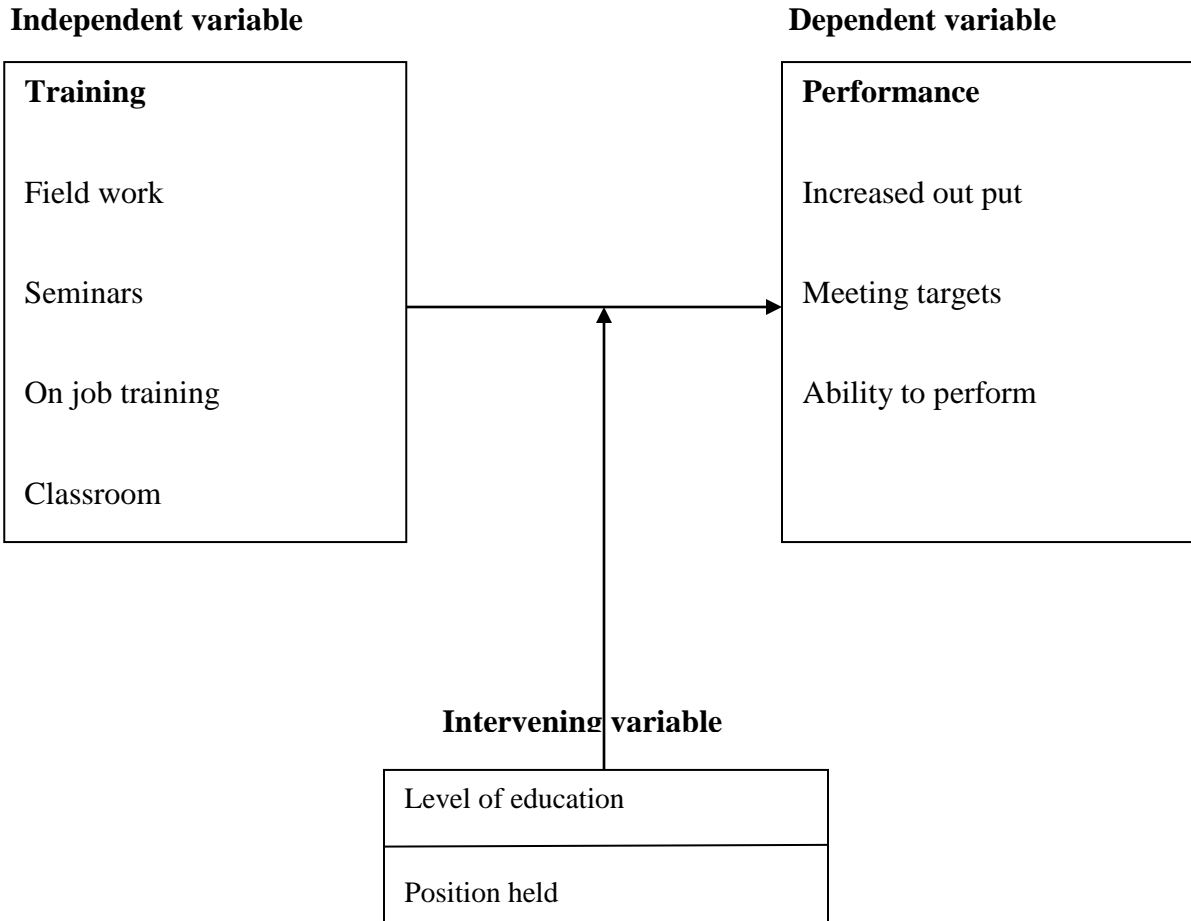 Independent variable
Dependent variable
Training
Field work
Seminars
On job training
Classroom
Performance
Increased out put
Meeting targets
Ability to perform
Intervening variable
Level of education
Position held